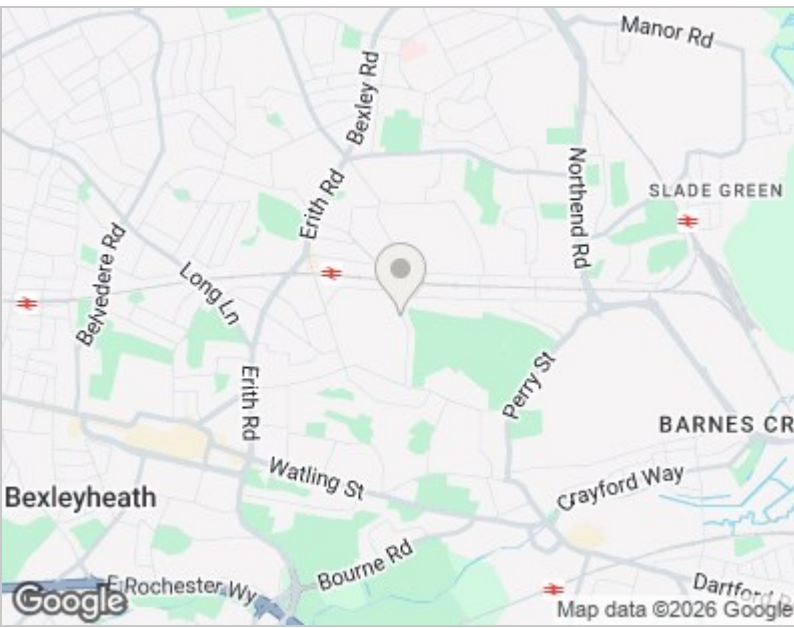 Manor Rd
Bexley Rd
Northend Rd
SLADE GREEN
Erith Rd
Belvedere Rd
Long Ln
Perry St
Erith Rd
BARNES CR
Watling St
Crayford Way
Bexleyheath
Bourne Rd
Rochester Wy
Dartford
Google
Map data ©2026 Google